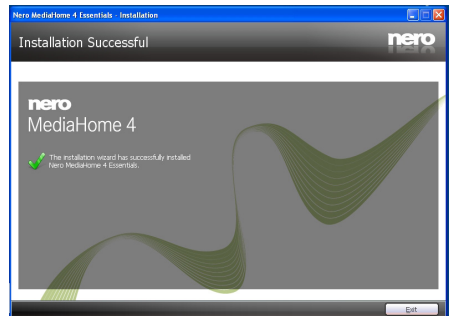 Nero MediaHome 4 Essentials - Installation
Installation Successful
nero
nero
MediaHome 4
The installation wizard has successfully installed
Nero MediaHome 4 Essentials.
Exit